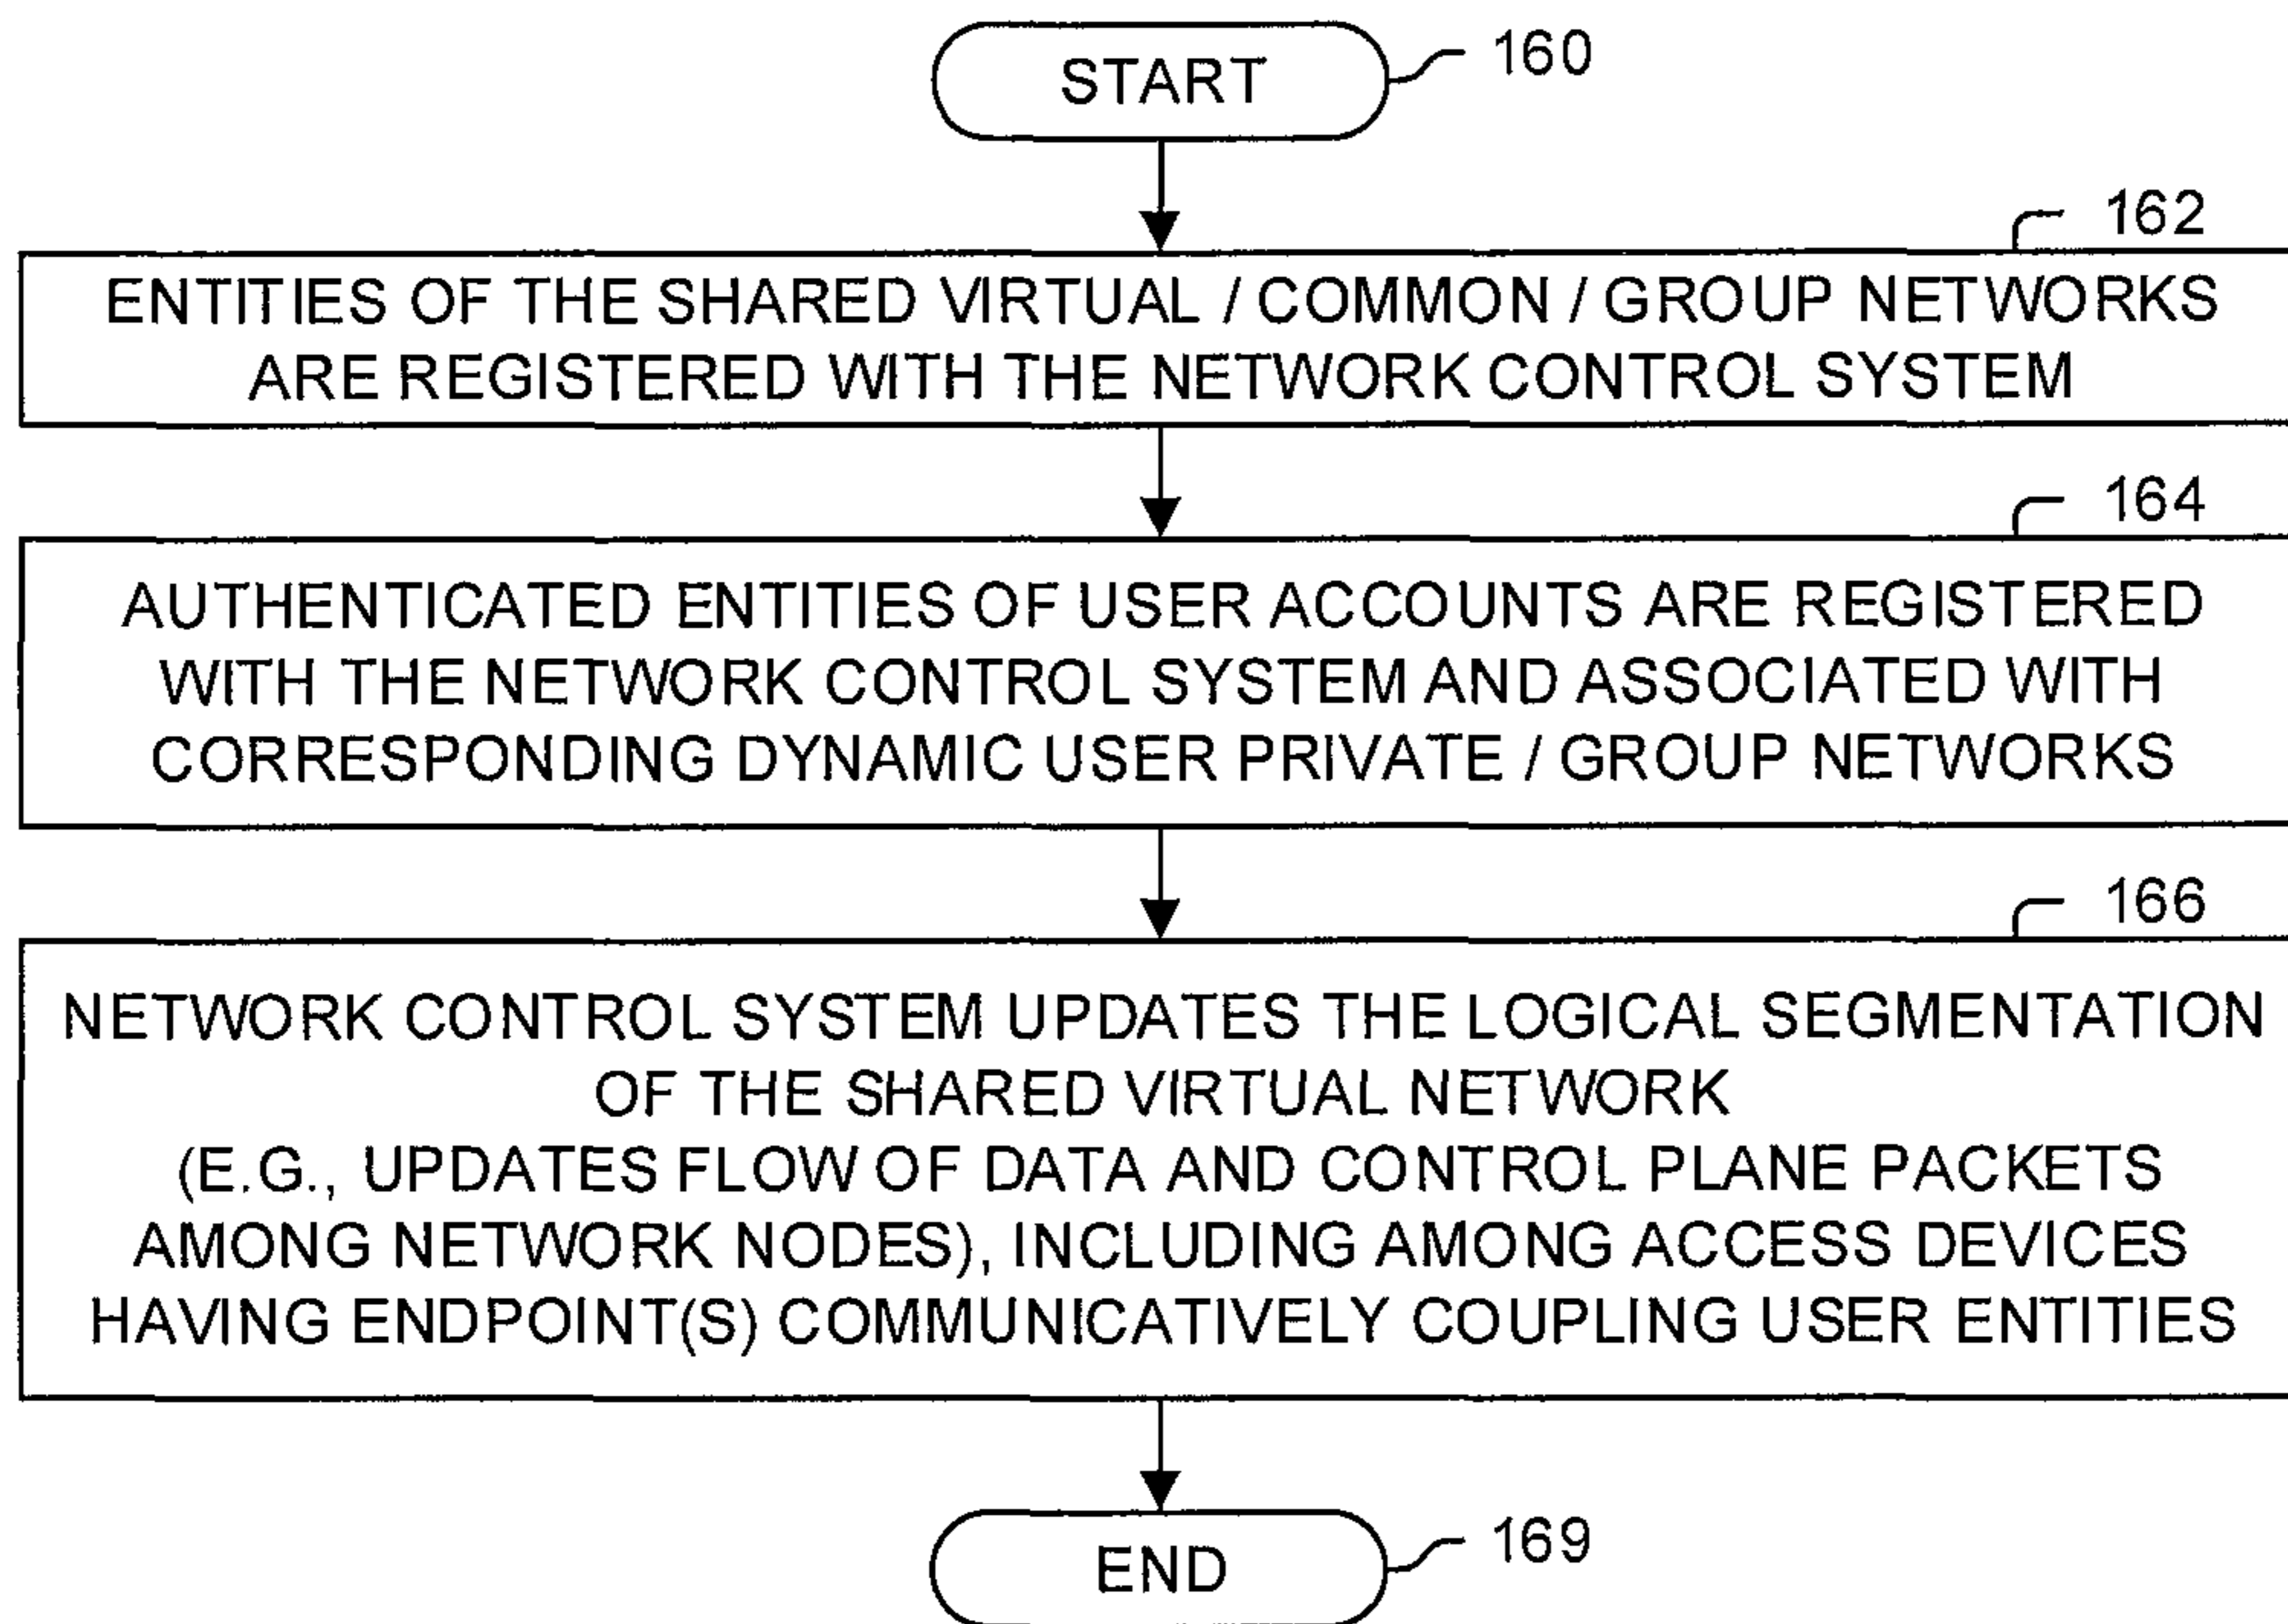 START
160
162
ENTITIES OF THE SHARED VIRTUAL / COMMON / GROUP NETWORKS
ARE REGISTERED WITH THE NETWORK CONTROL SYSTEM
164
AUTHENTICATED ENTITIES OF USER ACCOUNTS ARE REGISTERED
WITH THE NETWORK CONTROL SYSTEM AND ASSOCIATED WITH
CORRESPONDING DYNAMIC USER PRIVATE / GROUP NETWORKS
166
NETWORK CONTROL SYSTEM UPDATES THE LOGICAL SEGMENTATION
OF THE SHARED VIRTUAL NETWORK
(E.G., UPDATES FLOW OF DATA AND CONTROL PLANE PACKETS
AMONG NETWORK NODES), INCLUDING AMONG ACCESS DEVICES
HAVING ENDPOINT(S) COMMUNICATIVELY COUPLING USER ENTITIES
END
169